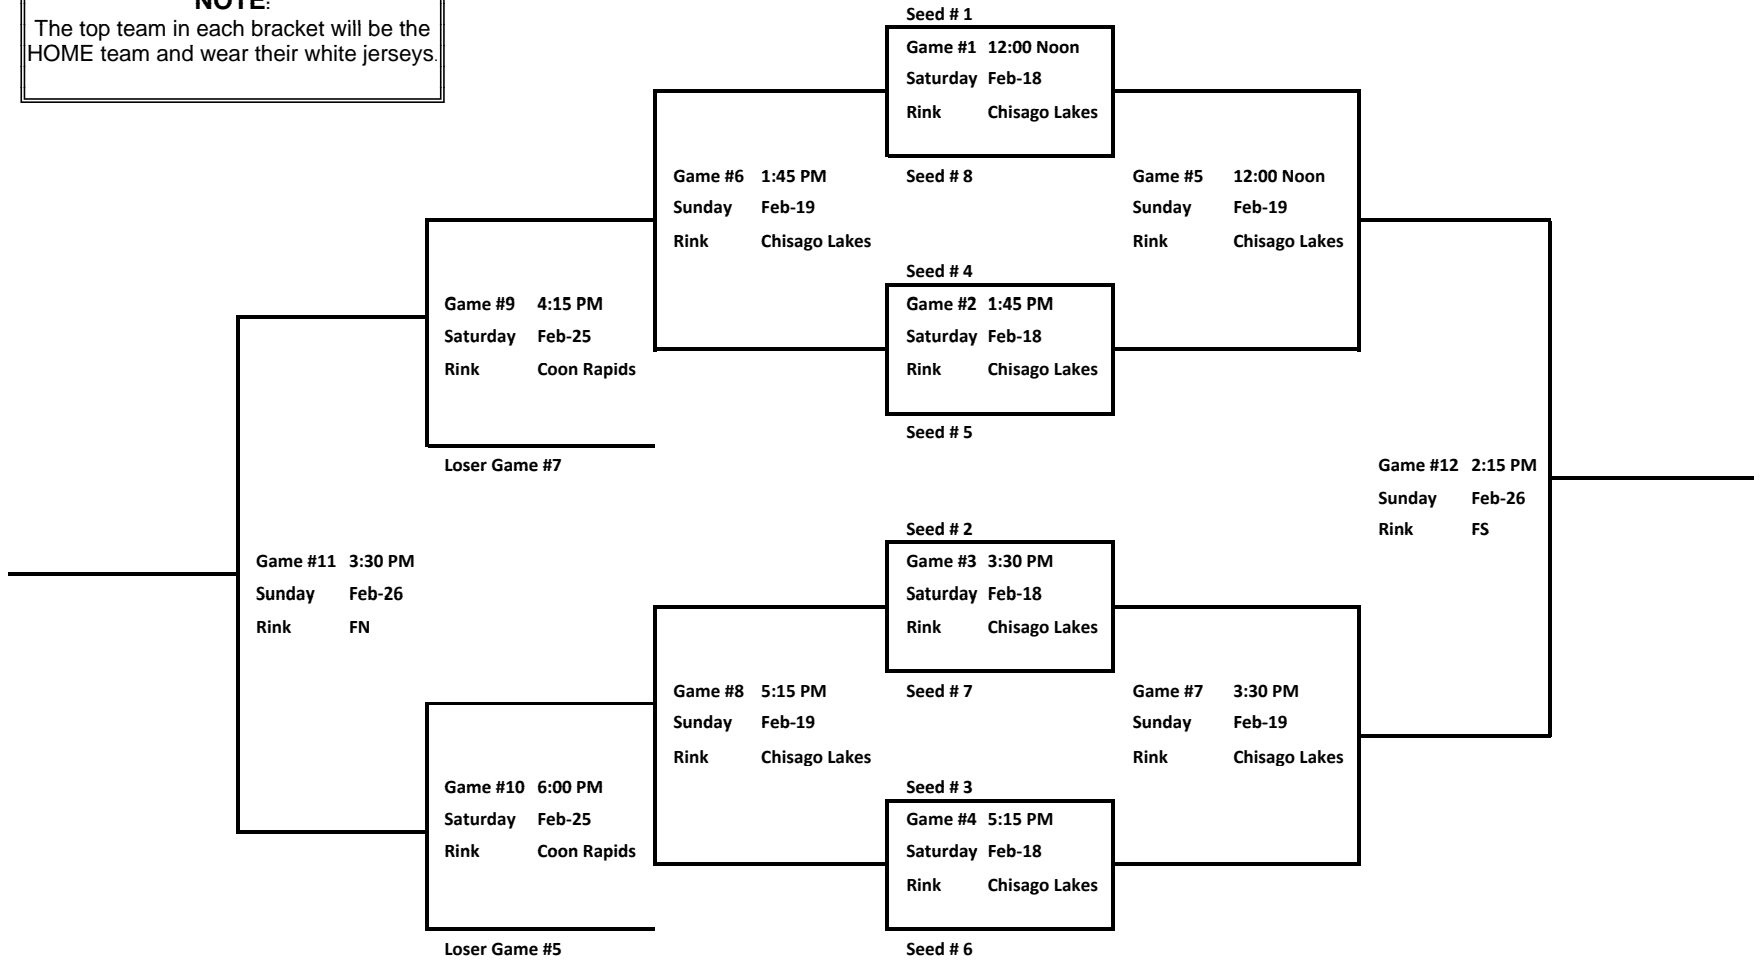 NOTE:
The top team in each bracket will be the
HOME team and wear their white jerseys.
Seed # 1
Game #1 12:00 Noon
Saturday Feb-18
Rink Chisago Lakes
Seed # 8
Game #6 1:45 PM
Sunday Feb-19
Rink Chisago Lakes
Game #5 12:00 Noon
Sunday Feb-19
Rink Chisago Lakes
Seed # 4
Game #2 1:45 PM
Saturday Feb-18
Rink Chisago Lakes
Seed # 5
Game #9 4:15 PM
Saturday Feb-25
Rink Coon Rapids
Loser Game #7
Game #12 2:15 PM
Sunday Feb-26
Rink FS
Seed # 2
Game #3 3:30 PM
Saturday Feb-18
Rink Chisago Lakes
Seed # 7
Game #11 3:30 PM
Sunday Feb-26
Rink FN
Game #8 5:15 PM
Sunday Feb-19
Rink Chisago Lakes
Game #7 3:30 PM
Sunday Feb-19
Rink Chisago Lakes
Seed # 3
Game #4 5:15 PM
Saturday Feb-18
Rink Chisago Lakes
Seed # 6
Game #10 6:00 PM
Saturday Feb-25
Rink Coon Rapids
Loser Game #5